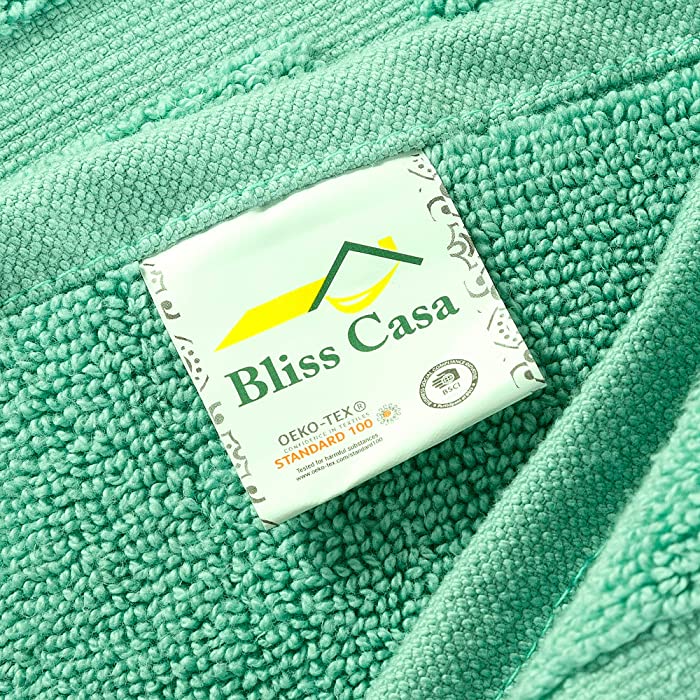 Bliss Casa
OEKO-TEX®
CONFIDENCE IN TEXTILES
STANDARD 100
Tested for harmful substances
www.oeko-tex.com/standard100
BSCI